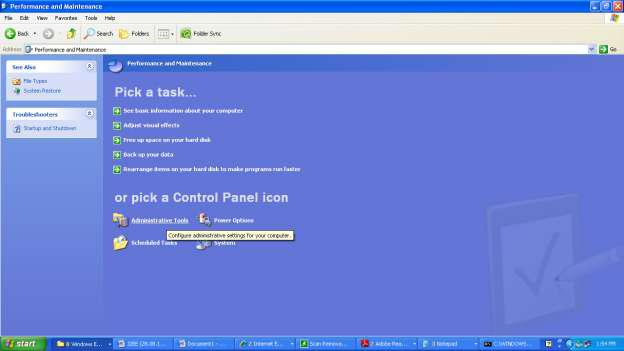 Performance and Maintenance
File Edit View Favorites Tools Help
Back Search Folders Folder Sync
Address Performance and Maintenance Go
See Also
File Types
System Restore
Troubleshooters
Startup and Shutdown
Performance and Maintenance
Pick a task...
See basic information about your computer
Adjust visual effects
Free up space on your hard disk
Back up your data
Rearrange items on your hard disk to make programs run faster
or pick a Control Panel icon
Administrative Tools Power Options
Configure administrative settings for your computer.
Scheduled Tasks System
start 8 Windows E... Document1 - ... 2 Internet E... Scan Remova... 2 Adobe Rea... 3 Notepad C:\WINDOWS... 1:54 PM